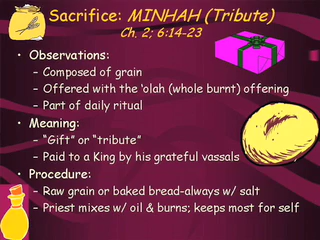 Sacrifice: MINHAH (Tribute)
Ch. 2; 6:14-23
• Observations:
– Composed of grain
– Offered with the ‘olah (whole burnt) offering
– Part of daily ritual
• Meaning:
– “Gift” or “tribute”
– Paid to a King by his grateful vassals
• Procedure:
– Raw grain or baked bread-always w/ salt
– Priest mixes w/ oil & burns; keeps most for self